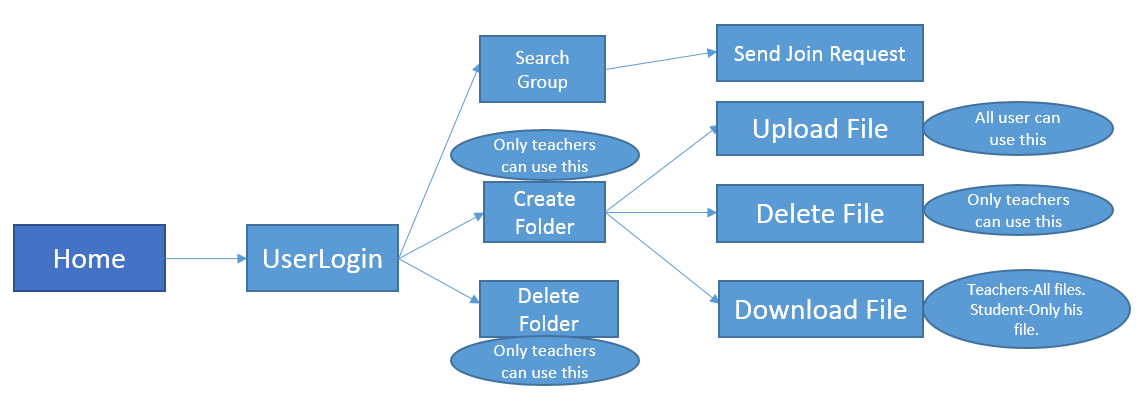 Home
UserLogin
Search
Group
Only teachers
can use this
Create
Folder
Delete
Folder
Only teachers
can use this
Send Join Request
Upload File
All user can
use this
Delete File
Only teachers
can use this
Download File
Teachers-All files.
Student-Only his
file.